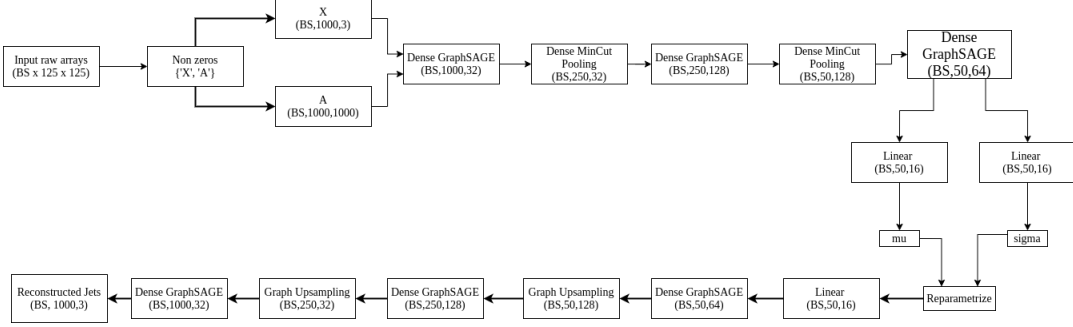 X
(BS,1000,3)
Input raw arrays
(BS x 125 x 125)
Non zeros
{'X', 'A'}
A
(BS,1000,1000)
Dense GraphSAGE
(BS,1000,32)
Dense MinCut
Pooling
(BS,250,32)
Dense GraphSAGE
(BS,250,128)
Dense MinCut
Pooling
(BS,50,128)
Dense
GraphSAGE
(BS,50,64)
Linear
(BS,50,16)
Linear
(BS,50,16)
mu
sigma
Reparametrize
Linear
(BS,50,16)
Dense GraphSAGE
(BS,50,64)
Graph Upsampling
(BS,50,128)
Dense GraphSAGE
(BS,250,128)
Graph Upsampling
(BS,250,32)
Dense GraphSAGE
(BS,1000,32)
Reconstructed Jets
(BS, 1000,3)